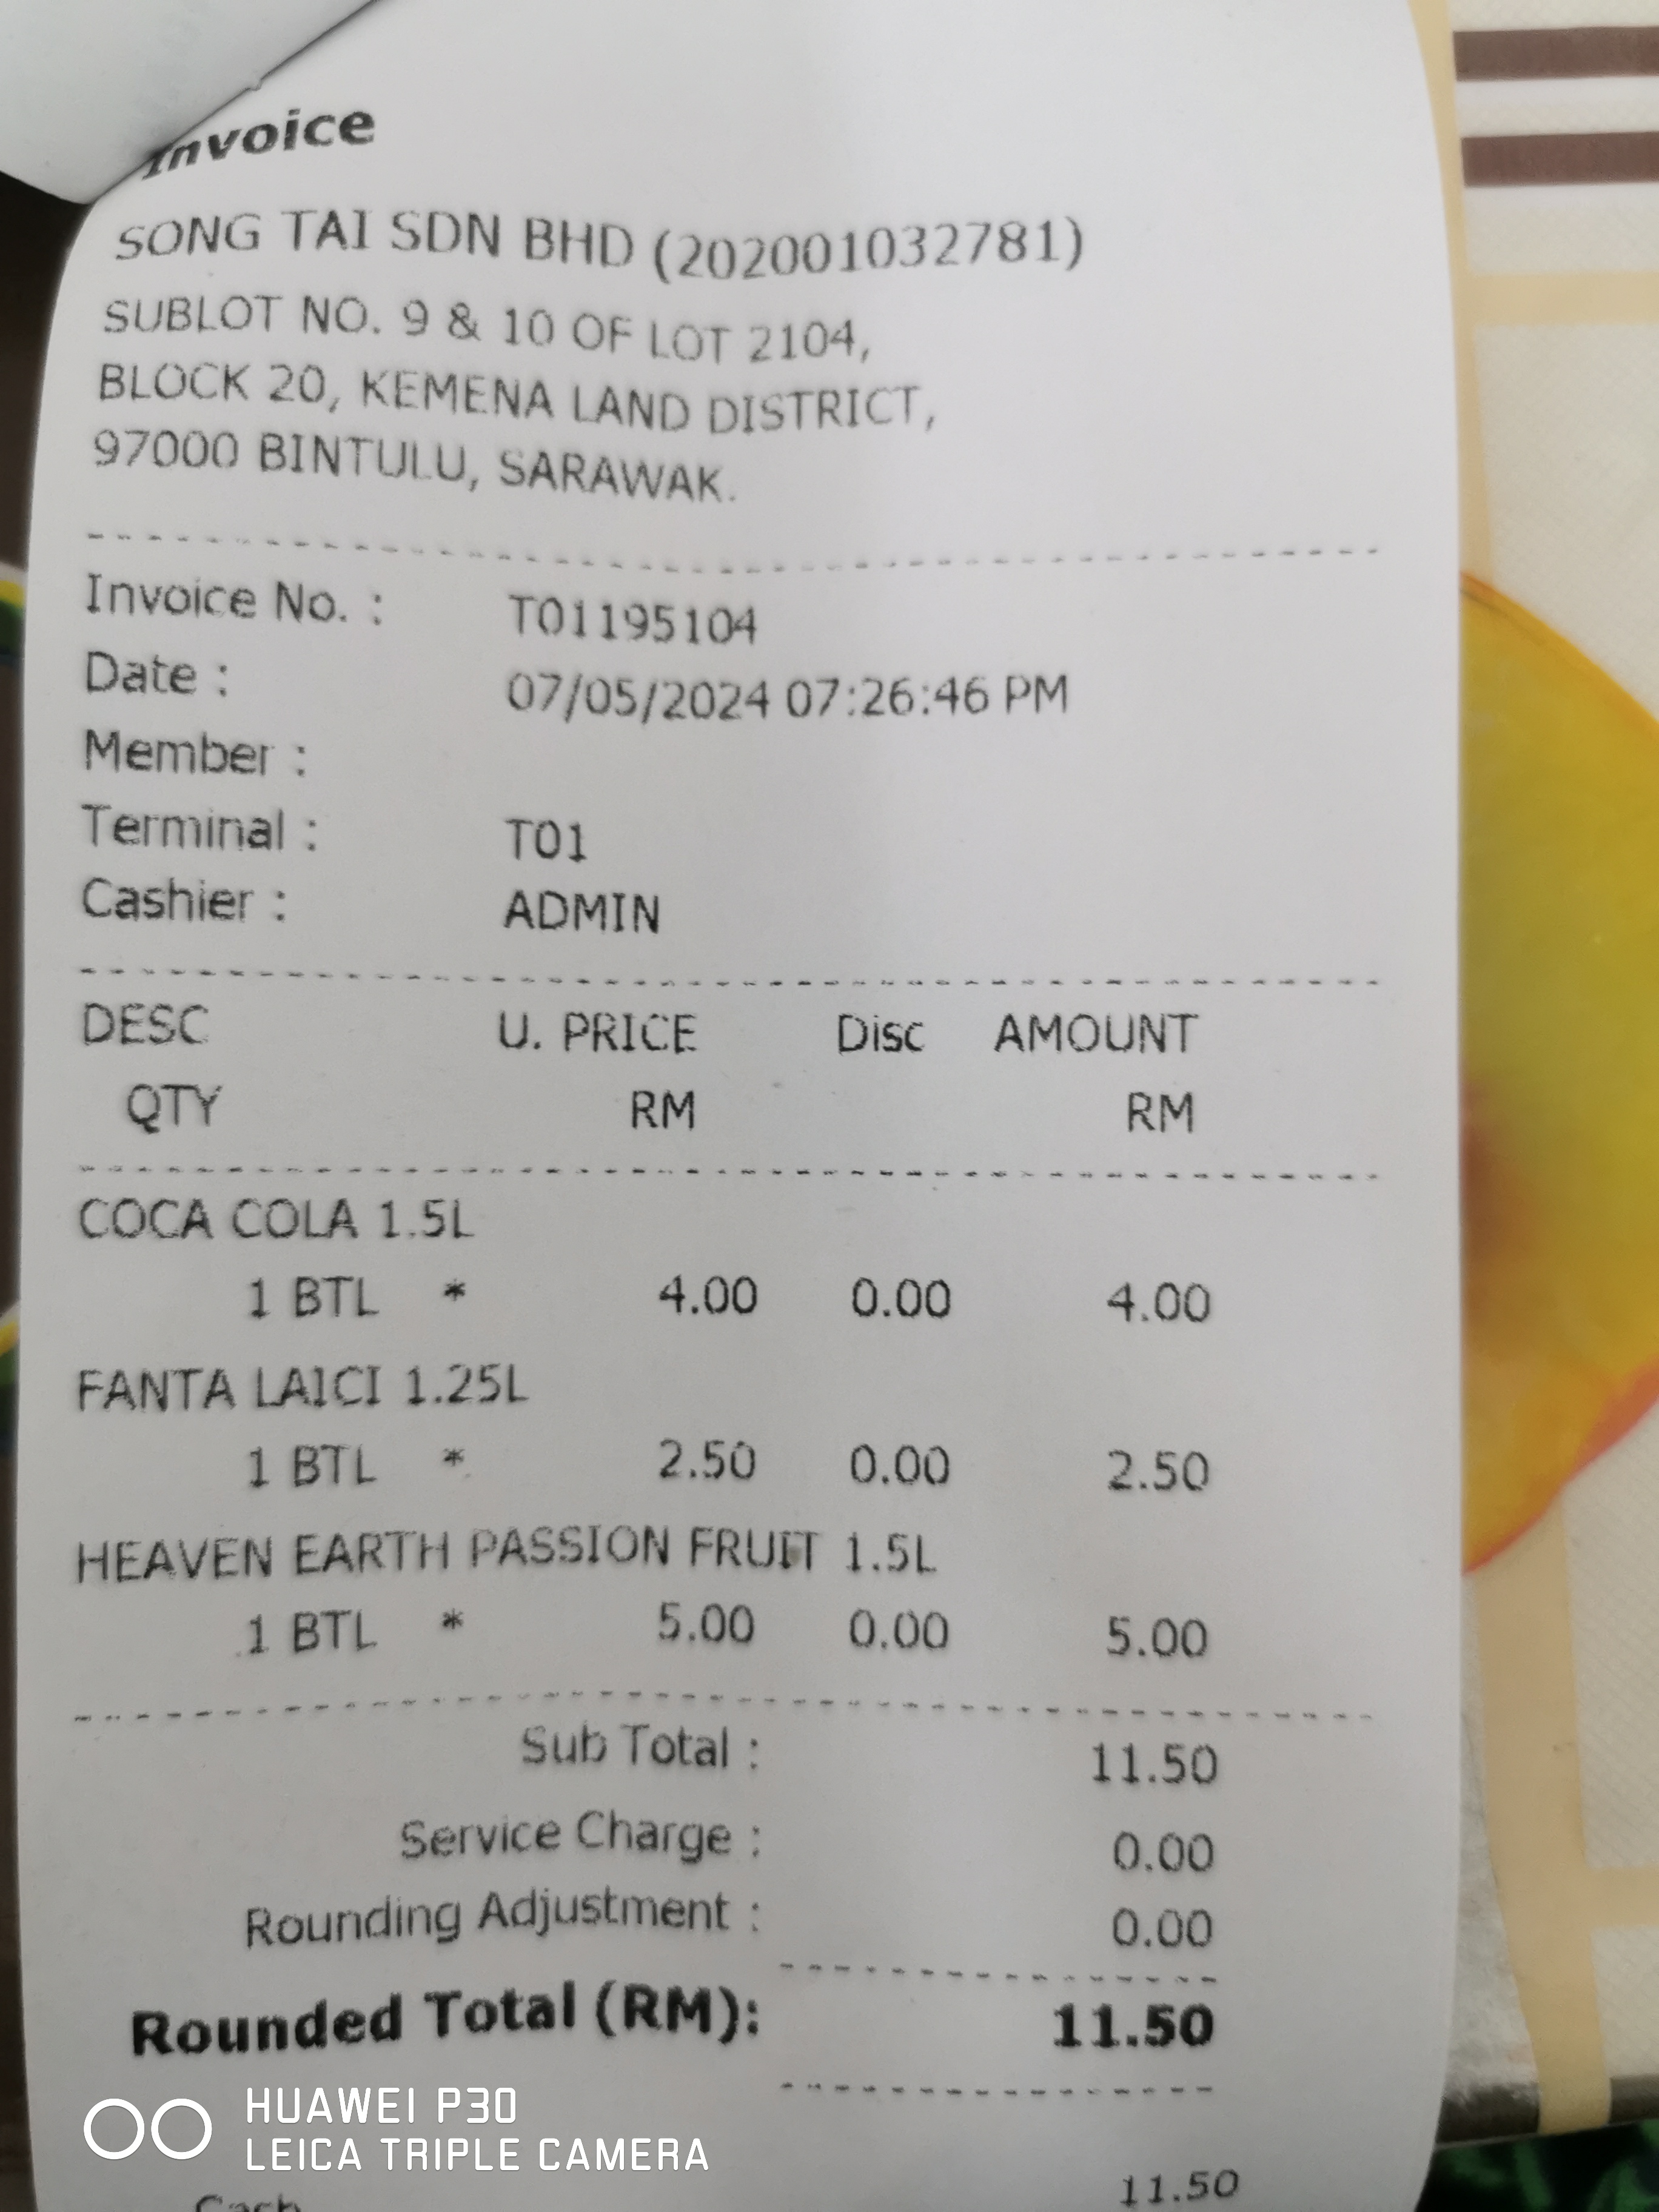 Invoice
SONG TAI SDN BHD (202001032781)
SUBLOT NO. 9 & 10 OF LOT 2104,
BLOCK 20, KEMENA LAND DISTRICT,
97000 BINTULU, SARAWAK.
Invoice No. : T01195104
Date : 07/05/2024 07:26:46 PM
Member :
Terminal : T01
Cashier : ADMIN
DESC U. PRICE Disc AMOUNT
QTY RM RM
COCA COLA 1.5L
1 BTL * 4.00 0.00 4.00
FANTA LAICI 1.25L
1 BTL * 2.50 0.00 2.50
HEAVEN EARTH PASSION FRUIT 1.5L
1 BTL * 5.00 0.00 5.00
Sub Total : 11.50
Service Charge : 0.00
Rounding Adjustment : 0.00
Rounded Total (RM): 11.50
HUAWEI P30
LEICA TRIPLE CAMERA
Cash 11.50